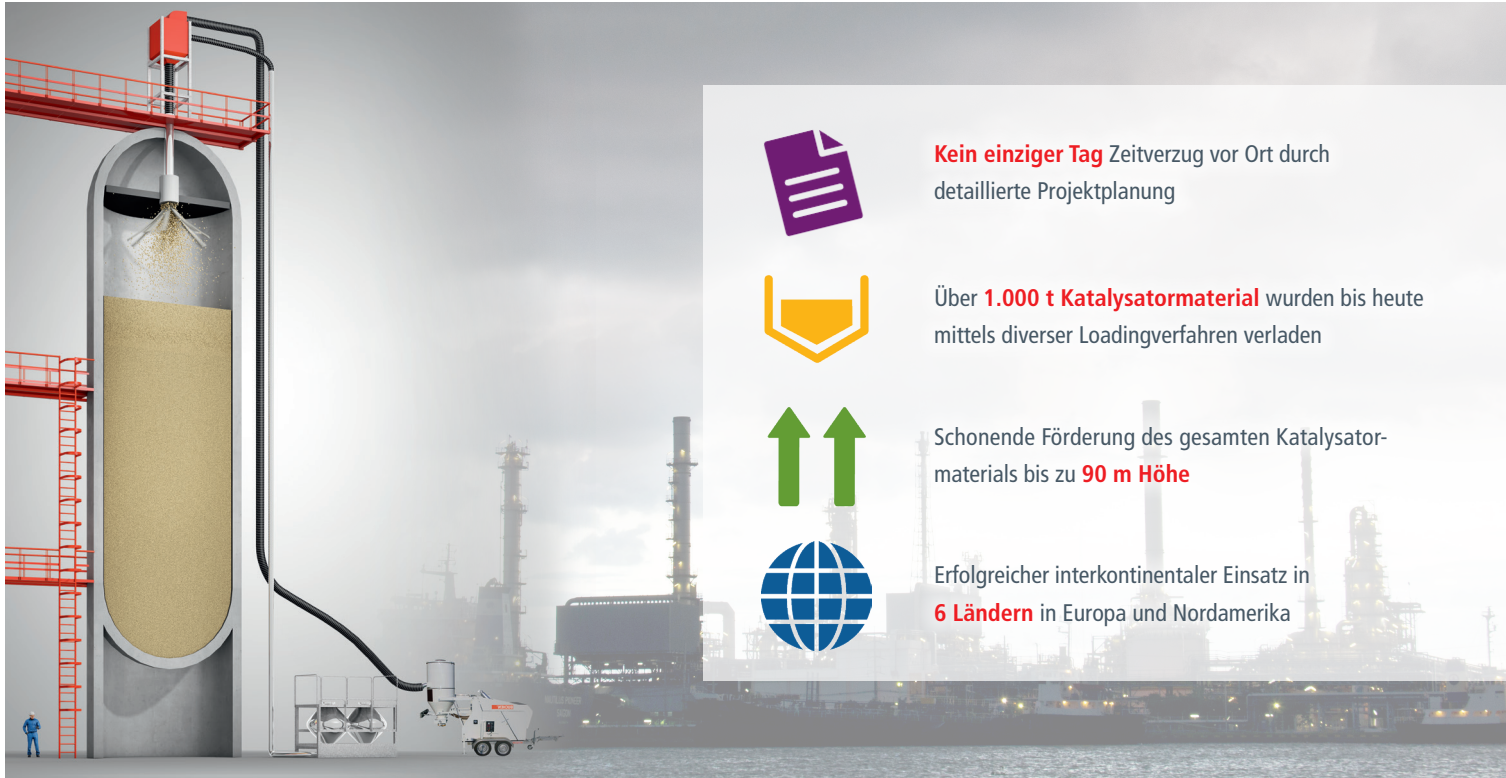 Kein einziger Tag Zeitverzug vor Ort durch
detaillierte Projektplanung
Über 1.000 t Katalysatormaterial wurden bis heute
mittels diverser Loadingverfahren verladen
Schonende Förderung des gesamten Katalysator-
materials bis zu 90 m Höhe
Erfolgreicher interkontinentaler Einsatz in
6 Ländern in Europa und Nordamerika